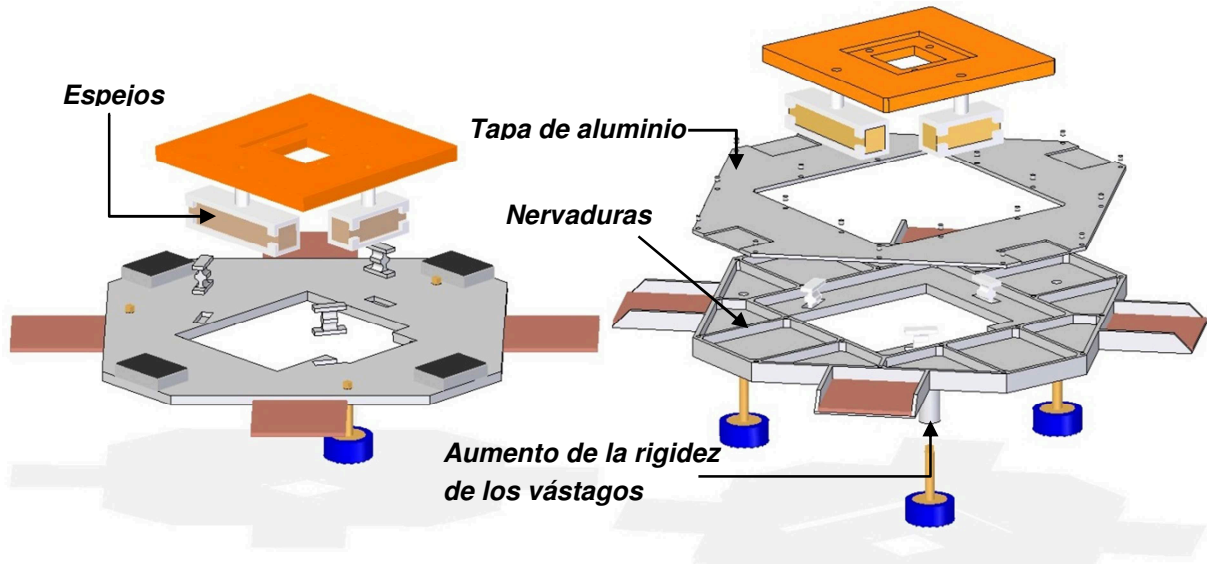 Espejos
Tapa de aluminio
Nervaduras
Aumento de la rigidez
de los vástagos